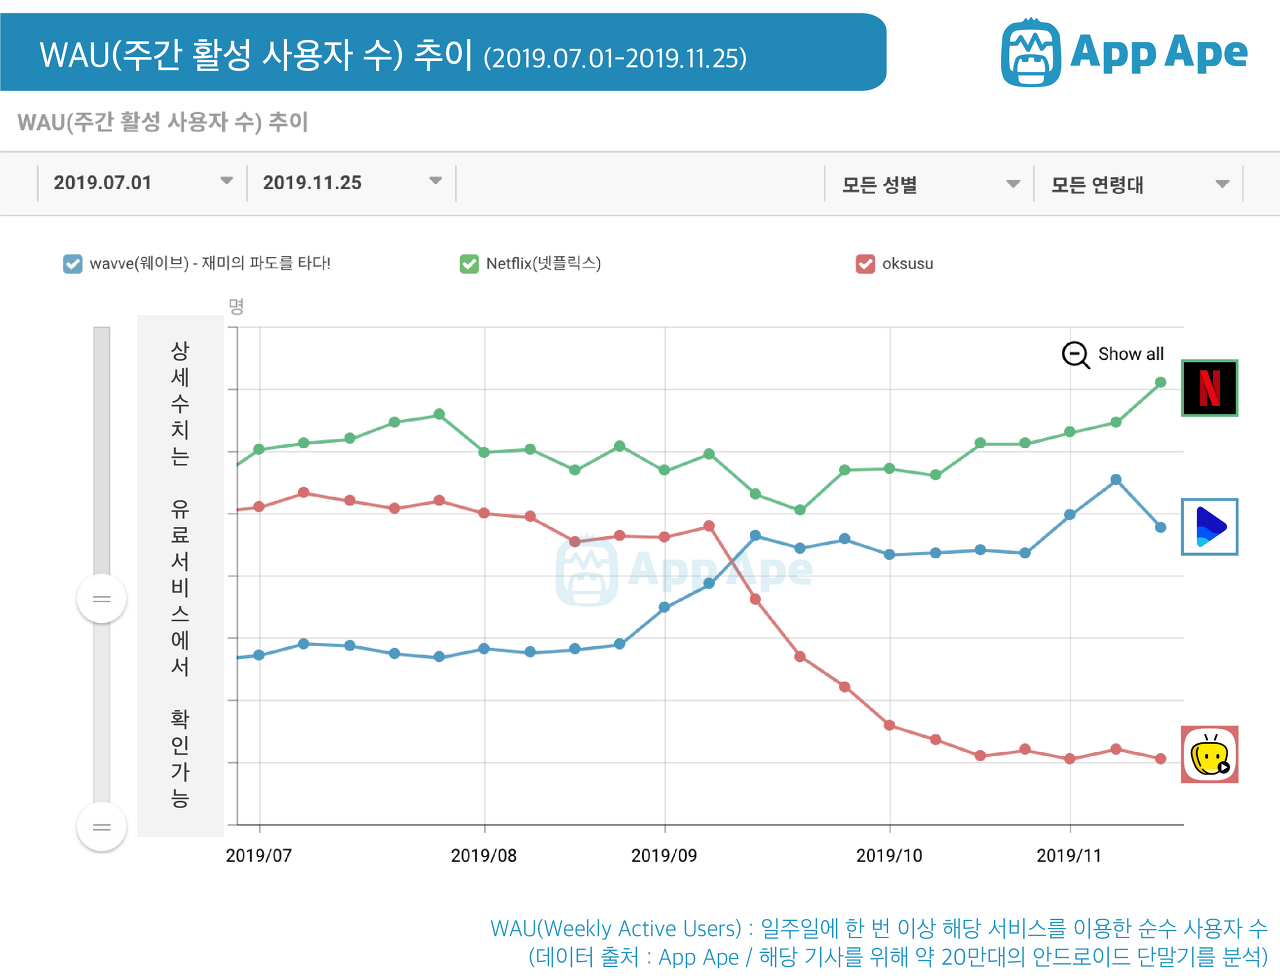 WAU(주간 활성 사용자 수) 추이 (2019.07.01-2019.11.25)
App Ape
WAU(주간 활성 사용자 수) 추이
2019.07.01
2019.11.25
모든 성별
모든 연령대
wavve(웨이브) - 재미의 파도를 타다!
Netflix(넷플릭스)
oksusu
명
상세수치는 유료서비스에서 확인가능
Show all
N
App Ape
2019/07
2019/08
2019/09
2019/10
2019/11
WAU(Weekly Active Users) : 일주일에 한 번 이상 해당 서비스를 이용한 순수 사용자 수
(데이터 출처 : App Ape / 해당 기사를 위해 약 20만대의 안드로이드 단말기를 분석)